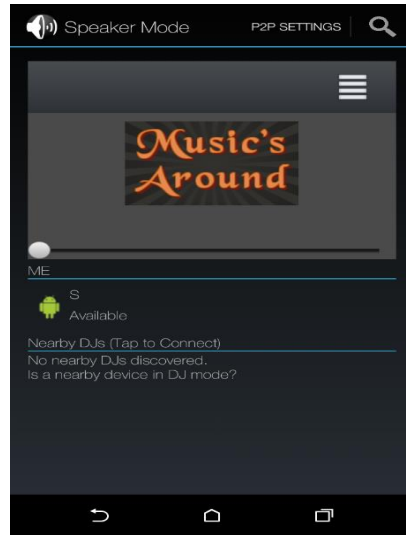 Speaker Mode P2P SETTINGS
Music's
Around
ME
S
Available
Nearby DJs (Tap to Connect)
No nearby DJs discovered.
Is a nearby device in DJ mode?